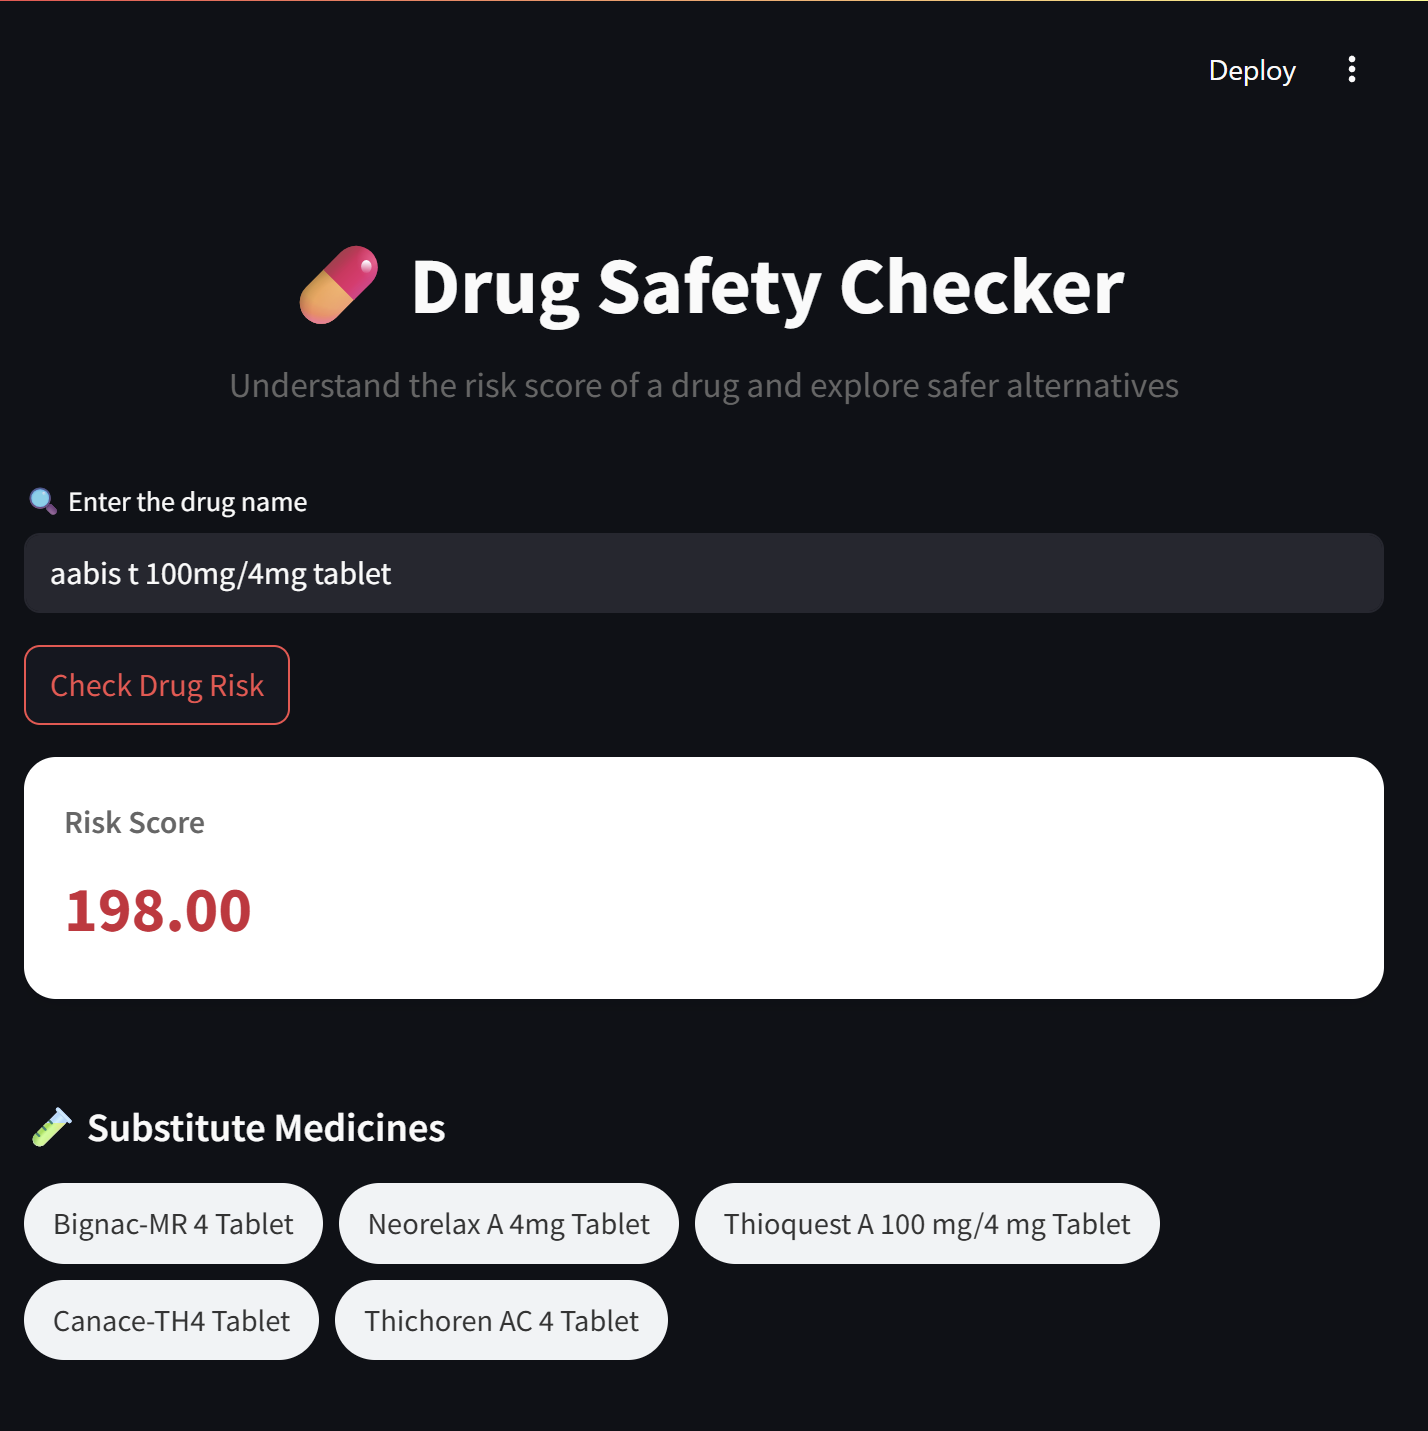 Deploy
Drug Safety Checker
Understand the risk score of a drug and explore safer alternatives
Enter the drug name
aabis t 100mg/4mg tablet
Check Drug Risk
Risk Score
198.00
Substitute Medicines
Bignac-MR 4 Tablet Neorelax A 4mg Tablet Thioquest A 100 mg/4 mg Tablet
Canace-TH4 Tablet Thichoren AC 4 Tablet